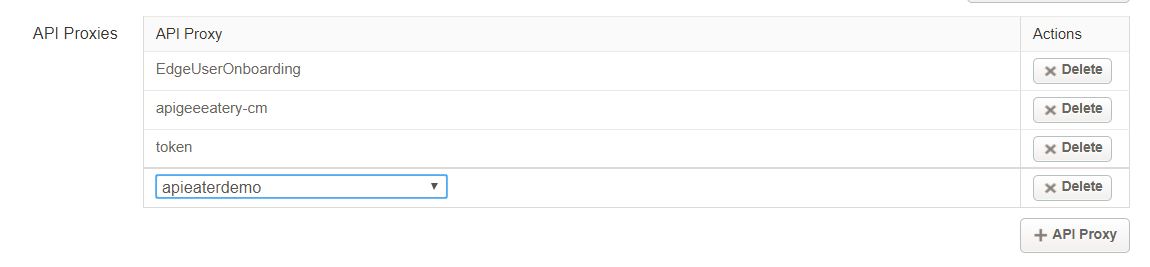 API Proxies API Proxy Actions
EdgeUserOnboarding Delete
apigeeeatery-cm Delete
token Delete
apieaterdemo Delete
+ API Proxy